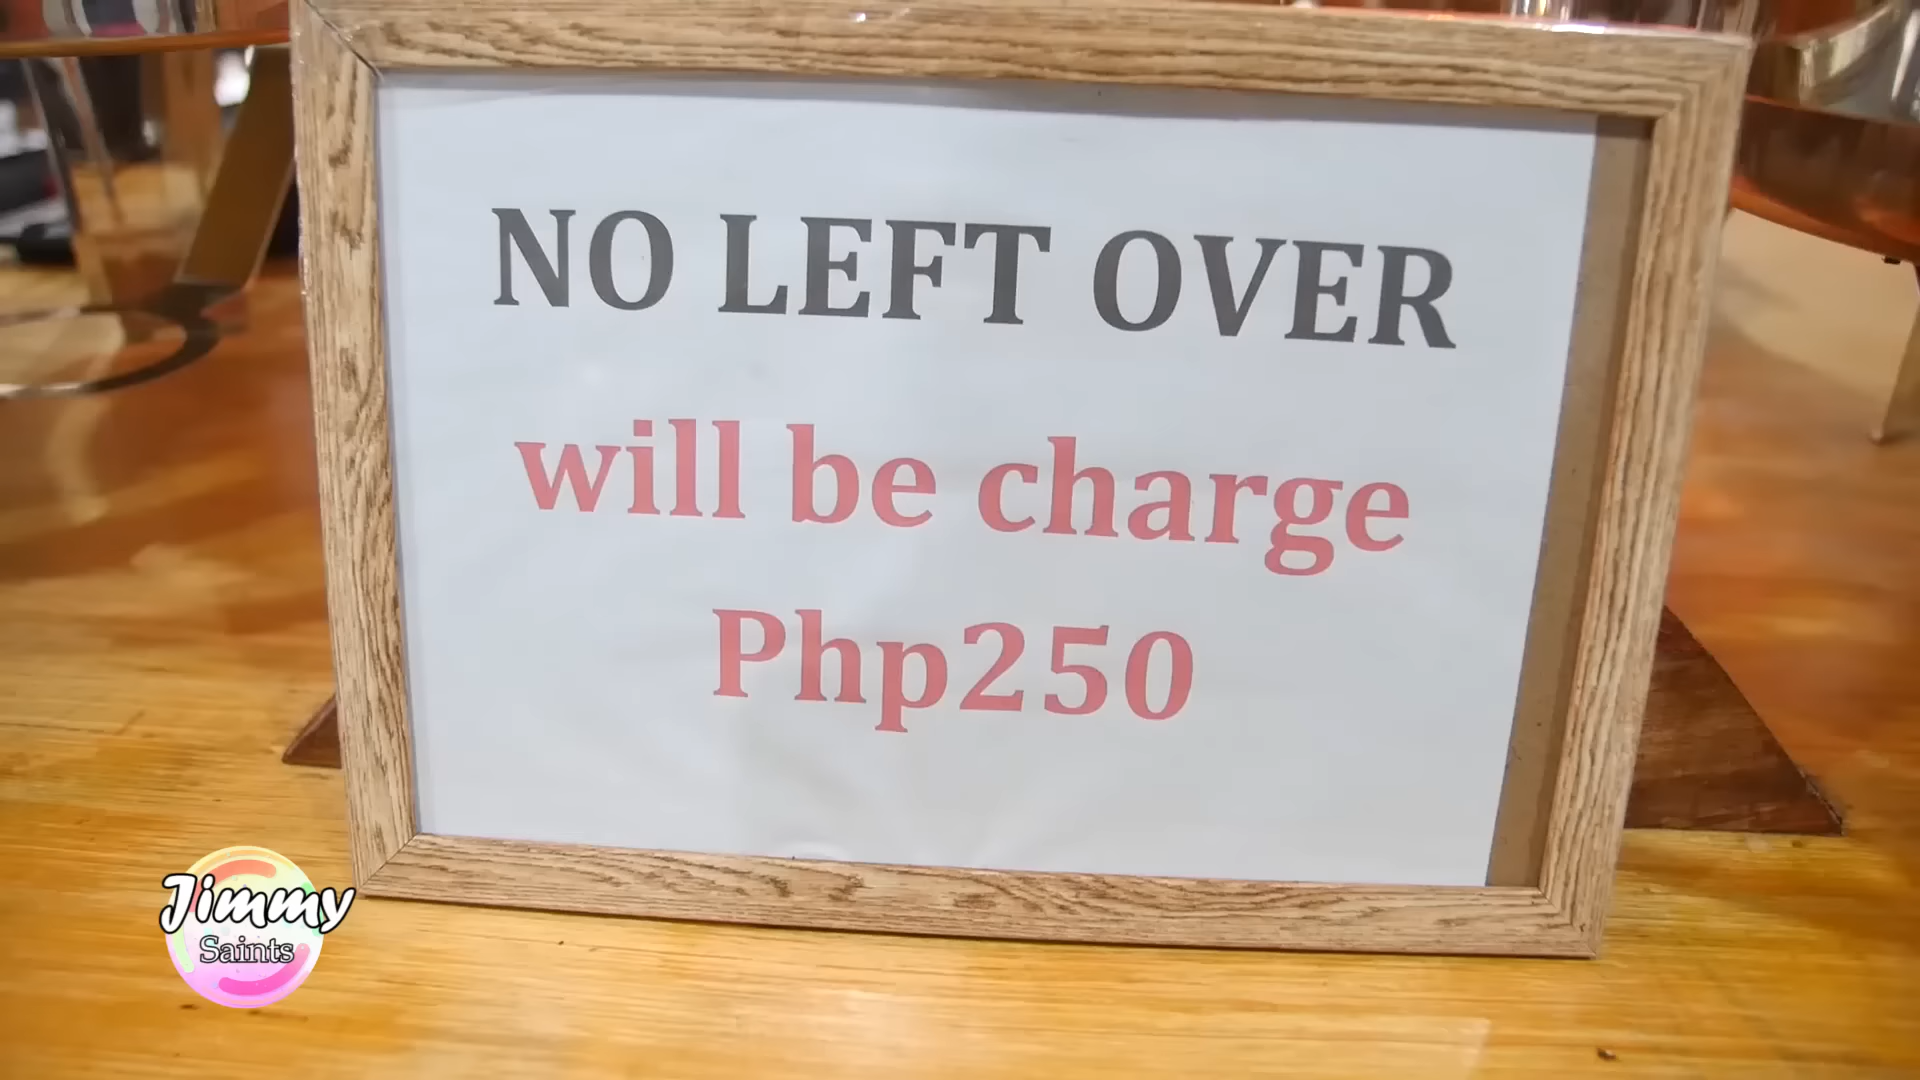 NO LEFT OVER
will be charge
Php250
Jimmy
Saints